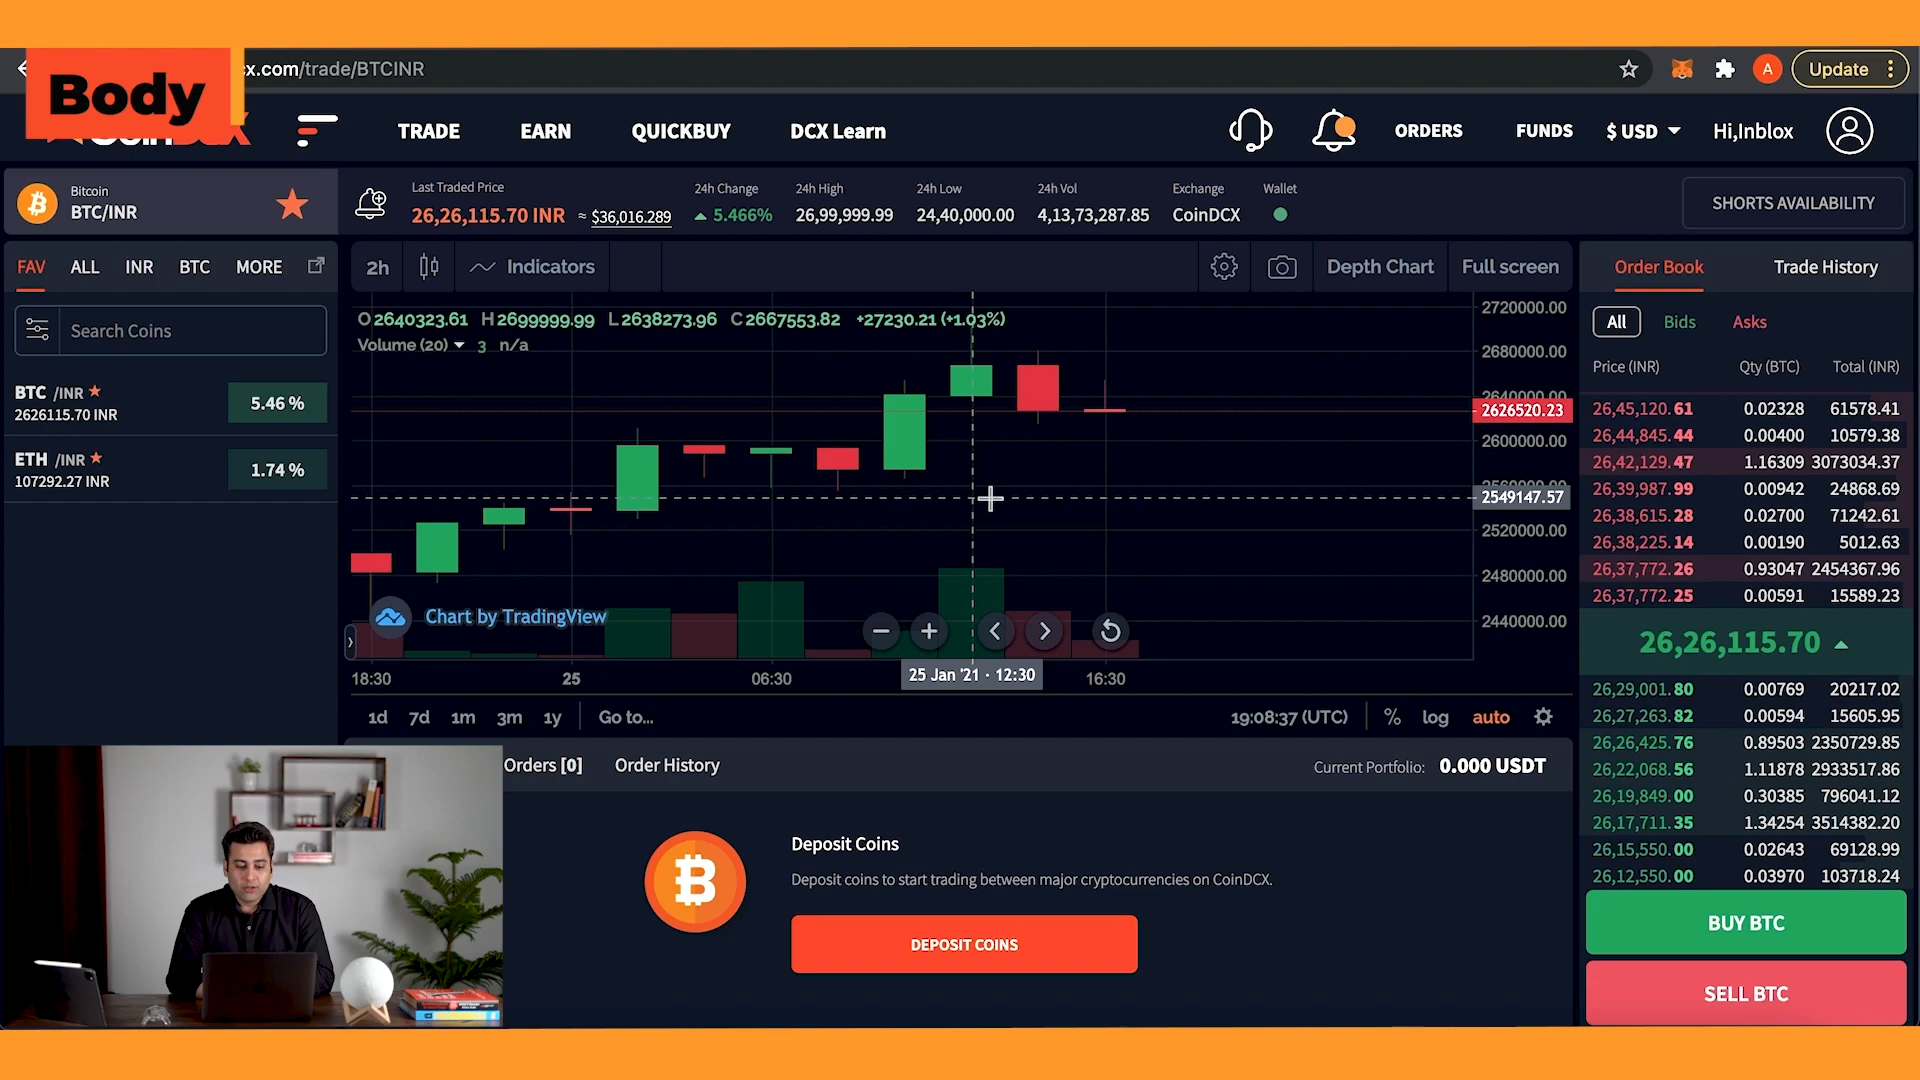 Body
x.com/trade/BTCINR
A
Update
TRADE
EARN
QUICKBUY
DCX Learn
ORDERS
FUNDS
$ USD
Hi,Inblox
Bitcoin
BTC/INR
Last Traded Price
26,26,115.70 INR ≈ $36,016.289
24h Change
5.466%
24h High
26,99,999.99
24h Low
24,40,000.00
24h Vol
4,13,73,287.85
Exchange
CoinDCX
Wallet
SHORTS AVAILABILITY
FAV ALL INR BTC MORE
Search Coins
BTC /INR
2626115.70 INR
5.46 %
ETH /INR
107292.27 INR
1.74 %
2h
Indicators
Depth Chart
Full screen
O2640323.61 H2699999.99 L2638273.96 C2667553.82 +27230.21 (+1.03%)
Volume (20) 3 n/a
2720000.00
2680000.00
2640000.00
2626520.23
2600000.00
2549147.57
2520000.00
2480000.00
2440000.00
Chart by TradingView
18:30
25
06:30
25 Jan '21 · 12:30
16:30
1d 7d 1m 3m 1y Go to...
19:08:37 (UTC) % log auto
Orders [0]
Order History
Current Portfolio: 0.000 USDT
Deposit Coins
Deposit coins to start trading between major cryptocurrencies on CoinDCX.
DEPOSIT COINS
Order Book
Trade History
All Bids Asks
Price (INR) Qty (BTC) Total (INR)
26,45,120.61 0.02328 61578.41
26,44,845.44 0.00400 10579.38
26,42,129.47 1.16309 3073034.37
26,39,987.99 0.00942 24868.69
26,38,615.28 0.02700 71242.61
26,38,225.14 0.00190 5012.63
26,37,772.26 0.93047 2454367.96
26,37,772.25 0.00591 15589.23
26,26,115.70
26,29,001.80 0.00769 20217.02
26,27,263.82 0.00594 15605.95
26,26,425.76 0.89503 2350729.85
26,22,068.56 1.11878 2933517.86
26,19,849.00 0.30385 796041.12
26,17,711.35 1.34254 3514382.20
26,15,550.00 0.02643 69128.99
26,12,550.00 0.03970 103718.24
BUY BTC
SELL BTC